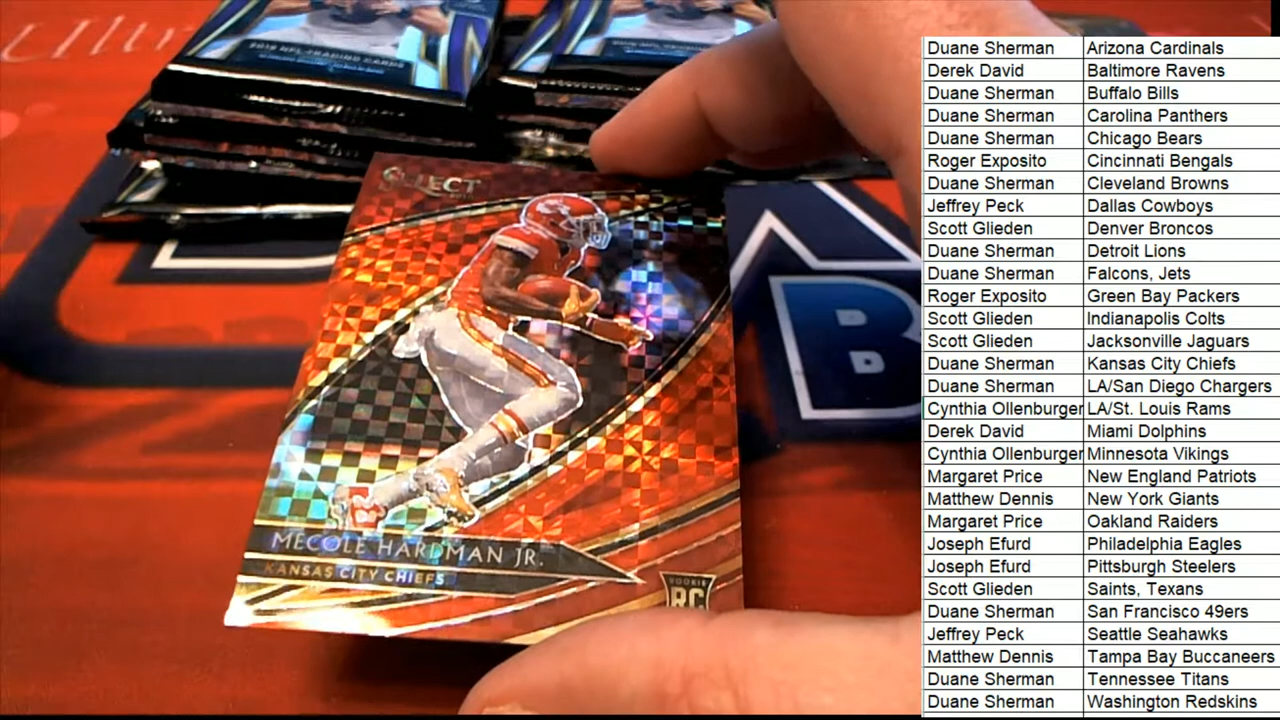 Ultr
2019 NFL TRADING CARDS
SELECT
MECOLE HARDMAN JR.
KANSAS CITY CHIEFS
ROOKIE
RC
B
Duane Sherman Arizona Cardinals
Derek David Baltimore Ravens
Duane Sherman Buffalo Bills
Duane Sherman Carolina Panthers
Duane Sherman Chicago Bears
Roger Exposito Cincinnati Bengals
Duane Sherman Cleveland Browns
Jeffrey Peck Dallas Cowboys
Scott Glieden Denver Broncos
Duane Sherman Detroit Lions
Duane Sherman Falcons, Jets
Roger Exposito Green Bay Packers
Scott Glieden Indianapolis Colts
Scott Glieden Jacksonville Jaguars
Duane Sherman Kansas City Chiefs
Duane Sherman LA/San Diego Chargers
Cynthia Ollenburger LA/St. Louis Rams
Derek David Miami Dolphins
Cynthia Ollenburger Minnesota Vikings
Margaret Price New England Patriots
Matthew Dennis New York Giants
Margaret Price Oakland Raiders
Joseph Efurd Philadelphia Eagles
Joseph Efurd Pittsburgh Steelers
Scott Glieden Saints, Texans
Duane Sherman San Francisco 49ers
Jeffrey Peck Seattle Seahawks
Matthew Dennis Tampa Bay Buccaneers
Duane Sherman Tennessee Titans
Duane Sherman Washington Redskins